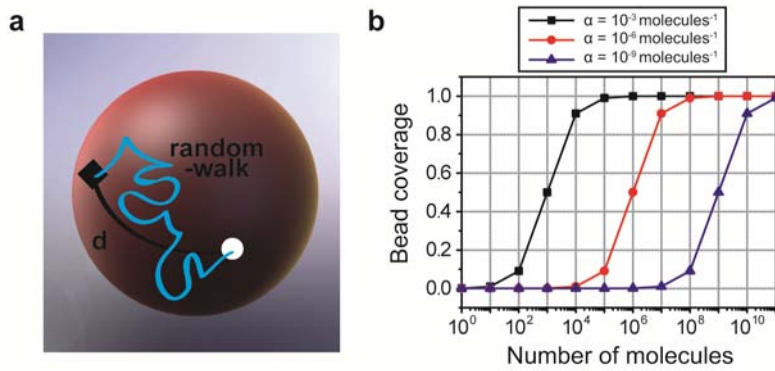 a
random
-walk
d
b
α = 10⁻³ molecules⁻¹
α = 10⁻⁶ molecules⁻¹
α = 10⁻⁹ molecules⁻¹
Bead coverage
1.0
0.8
0.6
0.4
0.2
0.0
10⁰ 10² 10⁴ 10⁶ 10⁸ 10¹⁰
Number of molecules